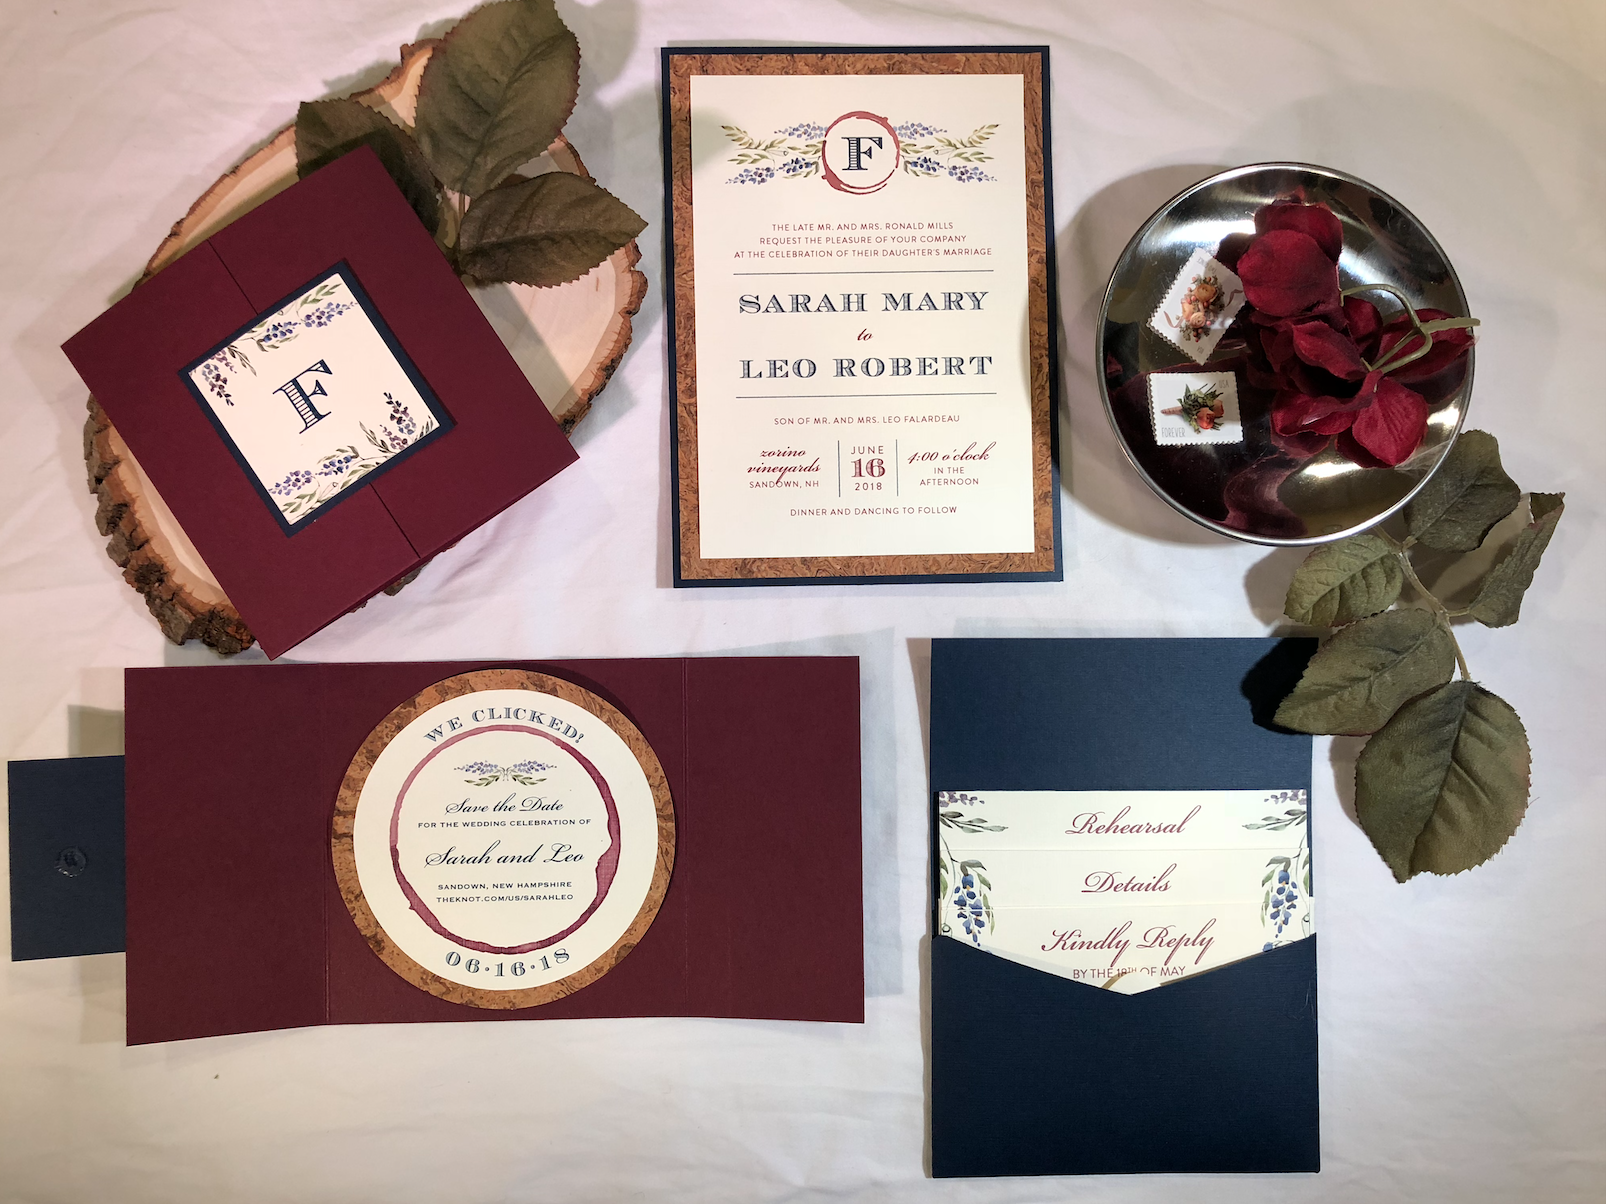 F
F
THE LATE MR. AND MRS. RONALD MILLS
REQUEST THE PLEASURE OF YOUR COMPANY
AT THE CELEBRATION OF THEIR DAUGHTER'S MARRIAGE
SARAH MARY
to
LEO ROBERT
SON OF MR. AND MRS. LEO FALARDEAU
zorino
vineyards
SANDOWN, NH
JUNE
16
2018
4:00 o'clock
IN THE
AFTERNOON
DINNER AND DANCING TO FOLLOW
USA
FOREVER
WE CLICKED!
Save the Date
FOR THE WEDDING CELEBRATION OF
Sarah and Leo
SANDOWN, NEW HAMPSHIRE
THEKNOT.COM/US/SARAHLEO
06·16·18
Rehearsal
Details
Kindly Reply
BY THE 18TH OF MAY